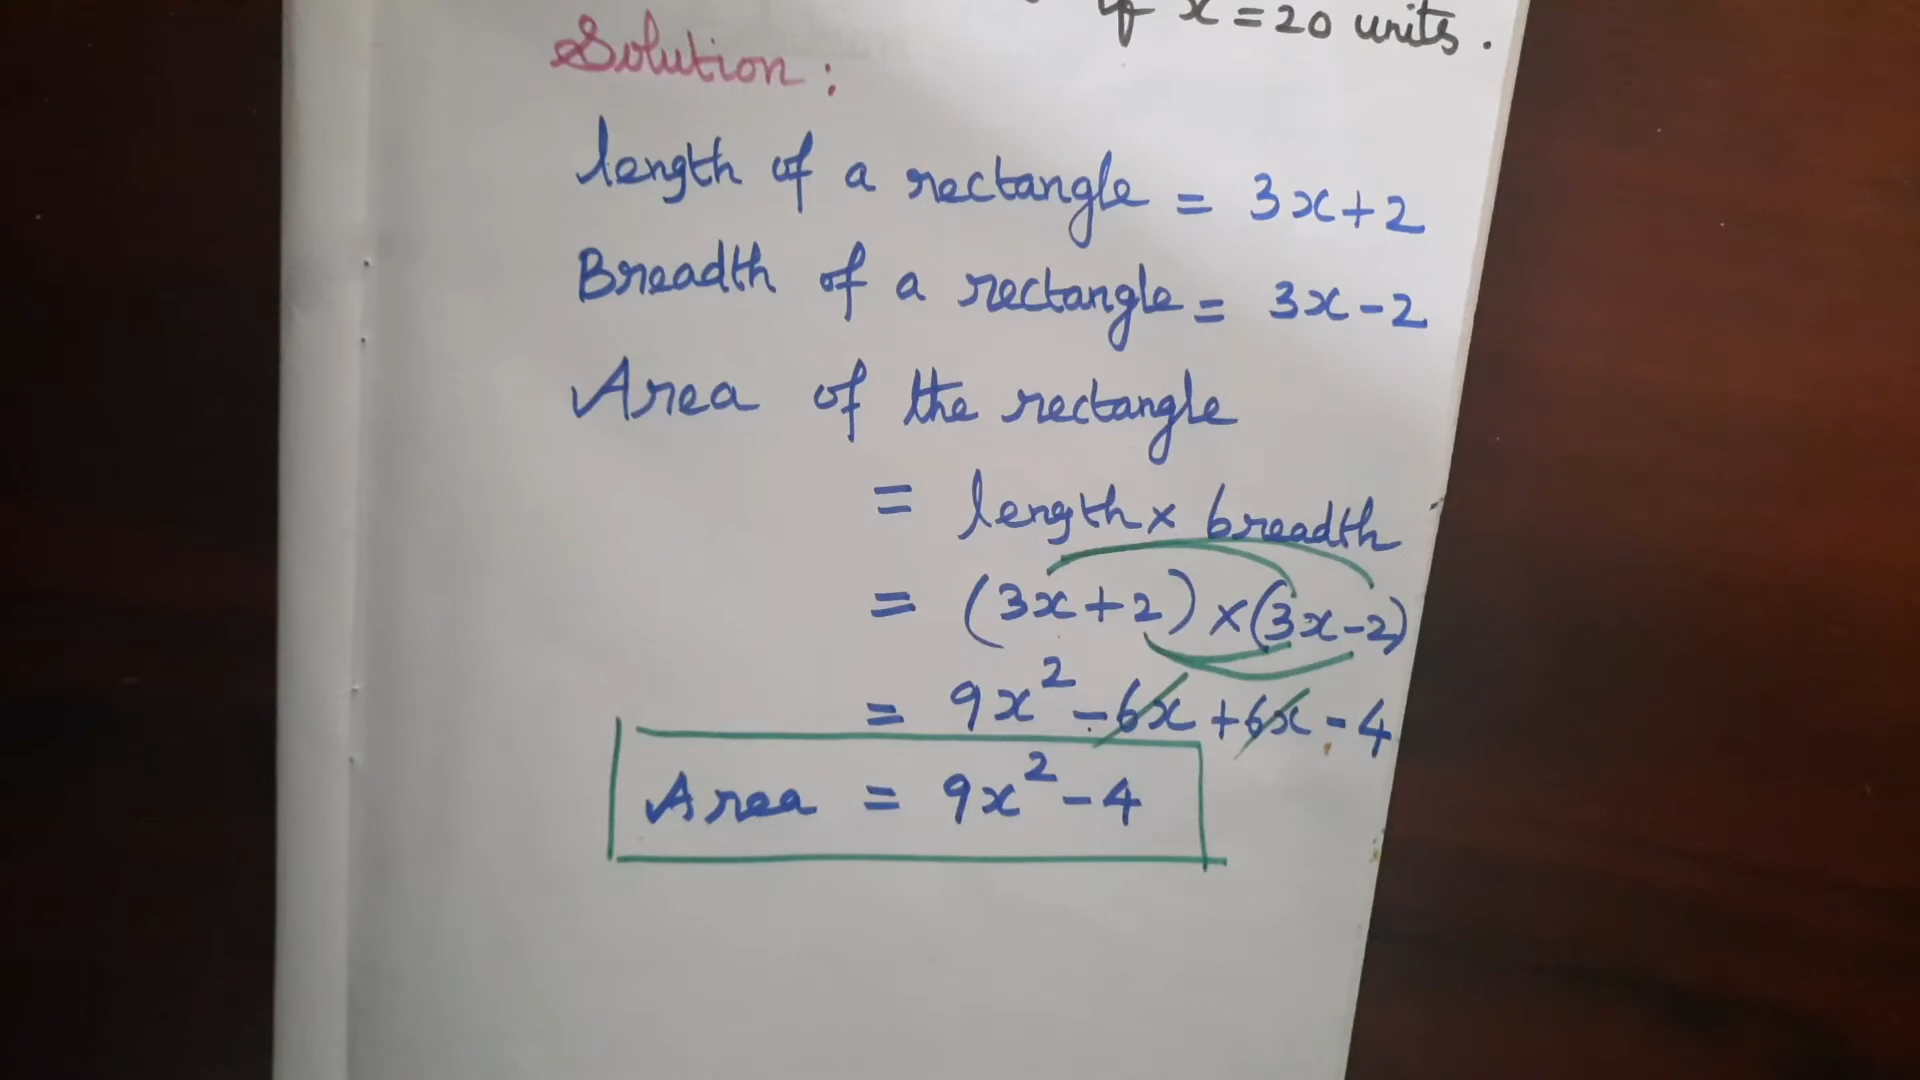 if x = 20 units.
Solution:
length of a rectangle = 3x+2
Breadth of a rectangle = 3x-2
Area of the rectangle
= length x breadth
= (3x+2) x (3x-2)
= 9x² - 6x + 6x - 4
Area = 9x² - 4